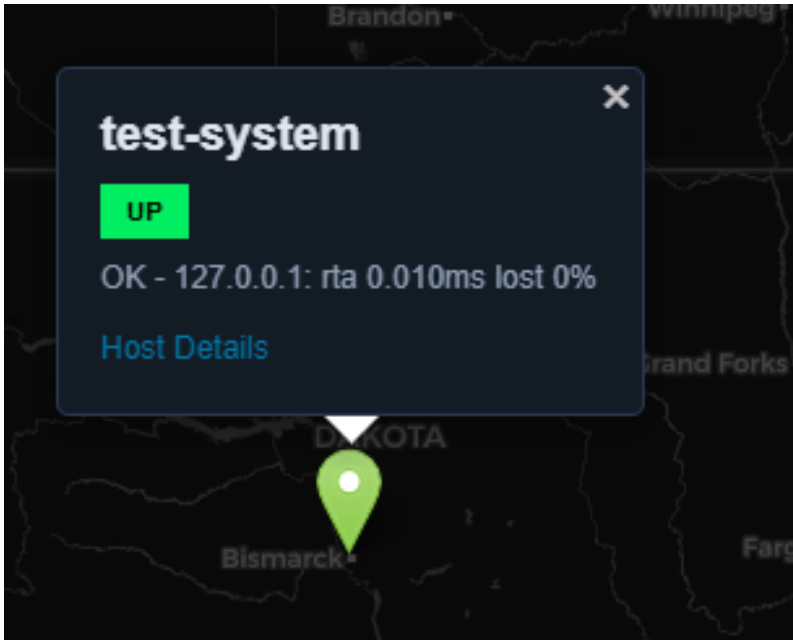 Brandon
Winnipeg
test-system
UP
OK - 127.0.0.1: rta 0.010ms lost 0%
Host Details
Grand Forks
DAKOTA
Bismarck
Farg